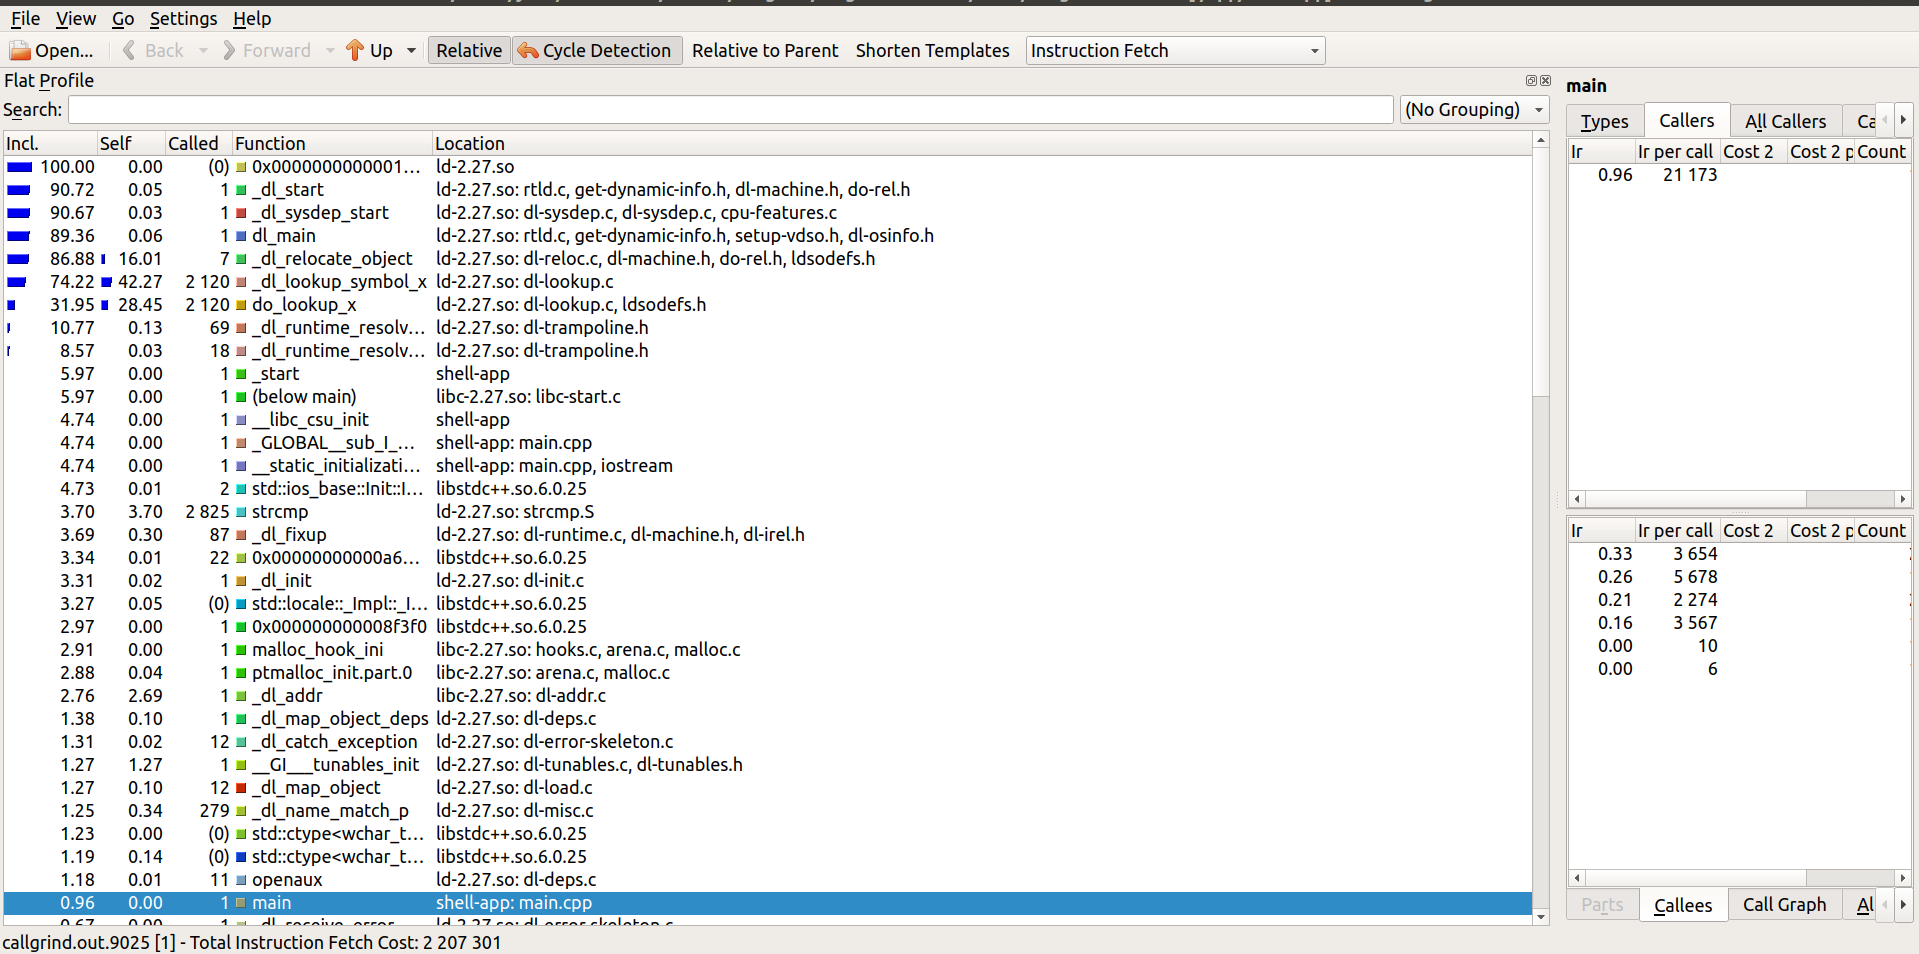 File View Go Settings Help
Open... Back Forward Up Relative Cycle Detection Relative to Parent Shorten Templates Instruction Fetch
Flat Profile
Search: (No Grouping)
Incl. Self Called Function Location
100.00 0.00 (0) 0x0000000000001... ld-2.27.so
90.72 0.05 1 _dl_start ld-2.27.so: rtld.c, get-dynamic-info.h, dl-machine.h, do-rel.h
90.67 0.03 1 _dl_sysdep_start ld-2.27.so: dl-sysdep.c, dl-sysdep.c, cpu-features.c
89.36 0.06 1 dl_main ld-2.27.so: rtld.c, get-dynamic-info.h, setup-vdso.h, dl-osinfo.h
86.88 16.01 7 _dl_relocate_object ld-2.27.so: dl-reloc.c, dl-machine.h, do-rel.h, ldsodefs.h
74.22 42.27 2 120 _dl_lookup_symbol_x ld-2.27.so: dl-lookup.c
31.95 28.45 2 120 do_lookup_x ld-2.27.so: dl-lookup.c, ldsodefs.h
10.77 0.13 69 _dl_runtime_resolv... ld-2.27.so: dl-trampoline.h
8.57 0.03 18 _dl_runtime_resolv... ld-2.27.so: dl-trampoline.h
5.97 0.00 1 _start shell-app
5.97 0.00 1 (below main) libc-2.27.so: libc-start.c
4.74 0.00 1 __libc_csu_init shell-app
4.74 0.00 1 _GLOBAL__sub_I_... shell-app: main.cpp
4.74 0.00 1 __static_initializati... shell-app: main.cpp, iostream
4.73 0.01 2 std::ios_base::Init::I... libstdc++.so.6.0.25
3.70 3.70 2 825 strcmp ld-2.27.so: strcmp.S
3.69 0.30 87 _dl_fixup ld-2.27.so: dl-runtime.c, dl-machine.h, dl-irel.h
3.34 0.01 22 0x00000000000a6... libstdc++.so.6.0.25
3.31 0.02 1 _dl_init ld-2.27.so: dl-init.c
3.27 0.05 (0) std::locale::_Impl::_I... libstdc++.so.6.0.25
2.97 0.00 1 0x000000000008f3f0 libstdc++.so.6.0.25
2.91 0.00 1 malloc_hook_ini libc-2.27.so: hooks.c, arena.c, malloc.c
2.88 0.04 1 ptmalloc_init.part.0 libc-2.27.so: arena.c, malloc.c
2.76 2.69 1 _dl_addr libc-2.27.so: dl-addr.c
1.38 0.10 1 _dl_map_object_deps ld-2.27.so: dl-deps.c
1.31 0.02 12 _dl_catch_exception ld-2.27.so: dl-error-skeleton.c
1.27 1.27 1 __GI___tunables_init ld-2.27.so: dl-tunables.c, dl-tunables.h
1.27 0.10 12 _dl_map_object ld-2.27.so: dl-load.c
1.25 0.34 279 _dl_name_match_p ld-2.27.so: dl-misc.c
1.23 0.00 (0) std::ctype<wchar_t... libstdc++.so.6.0.25
1.19 0.14 (0) std::ctype<wchar_t... libstdc++.so.6.0.25
1.18 0.01 11 openaux ld-2.27.so: dl-deps.c
0.96 0.00 1 main shell-app: main.cpp
0.67 0.00 _dl_receive_error ld-2.27.so: dl-error-skeleton.c
main
Types Callers All Callers Ca
Ir Ir per call Cost 2 Cost 2 p Count
0.96 21 173
Ir Ir per call Cost 2 Cost 2 p Count
0.33 3 654
0.26 5 678
0.21 2 274
0.16 3 567
0.00 10
0.00 6
Parts Callees Call Graph Al
callgrind.out.9025 [1] - Total Instruction Fetch Cost: 2 207 301